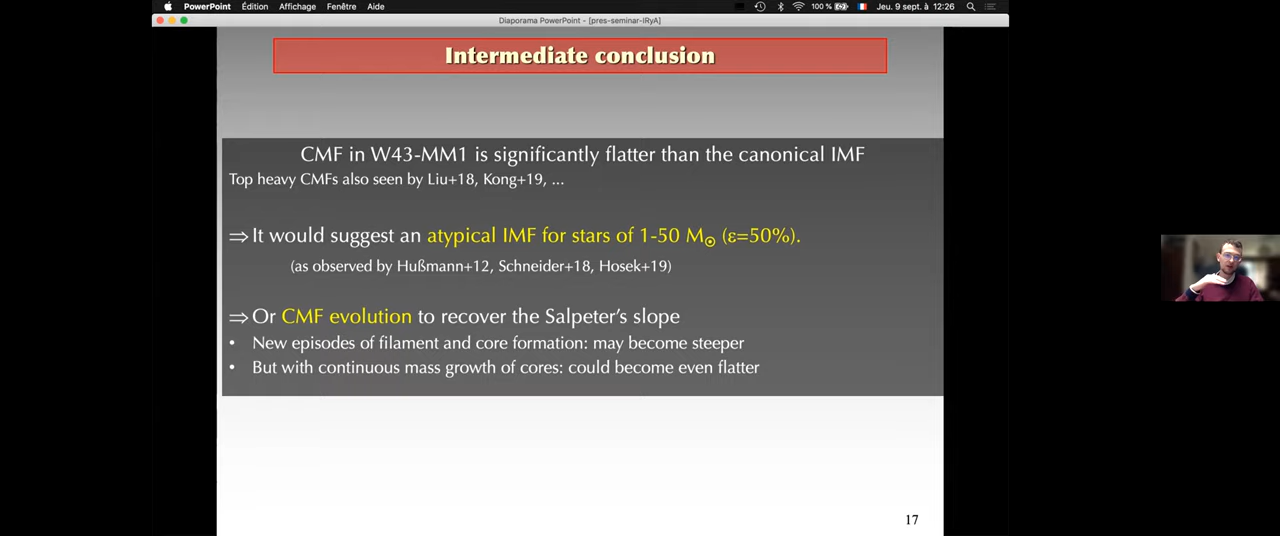 PowerPoint Édition Affichage Fenêtre Aide 100 % Jeu. 9 sept. à 12:26
Diaporama PowerPoint - [pres-seminar-IRyA]
Intermediate conclusion
CMF in W43-MM1 is significantly flatter than the canonical IMF
Top heavy CMFs also seen by Liu+18, Kong+19, ...
⇒ It would suggest an atypical IMF for stars of 1-50 M☉ (ε=50%).
(as observed by Hußmann+12, Schneider+18, Hosek+19)
⇒ Or CMF evolution to recover the Salpeter’s slope
• New episodes of filament and core formation: may become steeper
• But with continuous mass growth of cores: could become even flatter
17